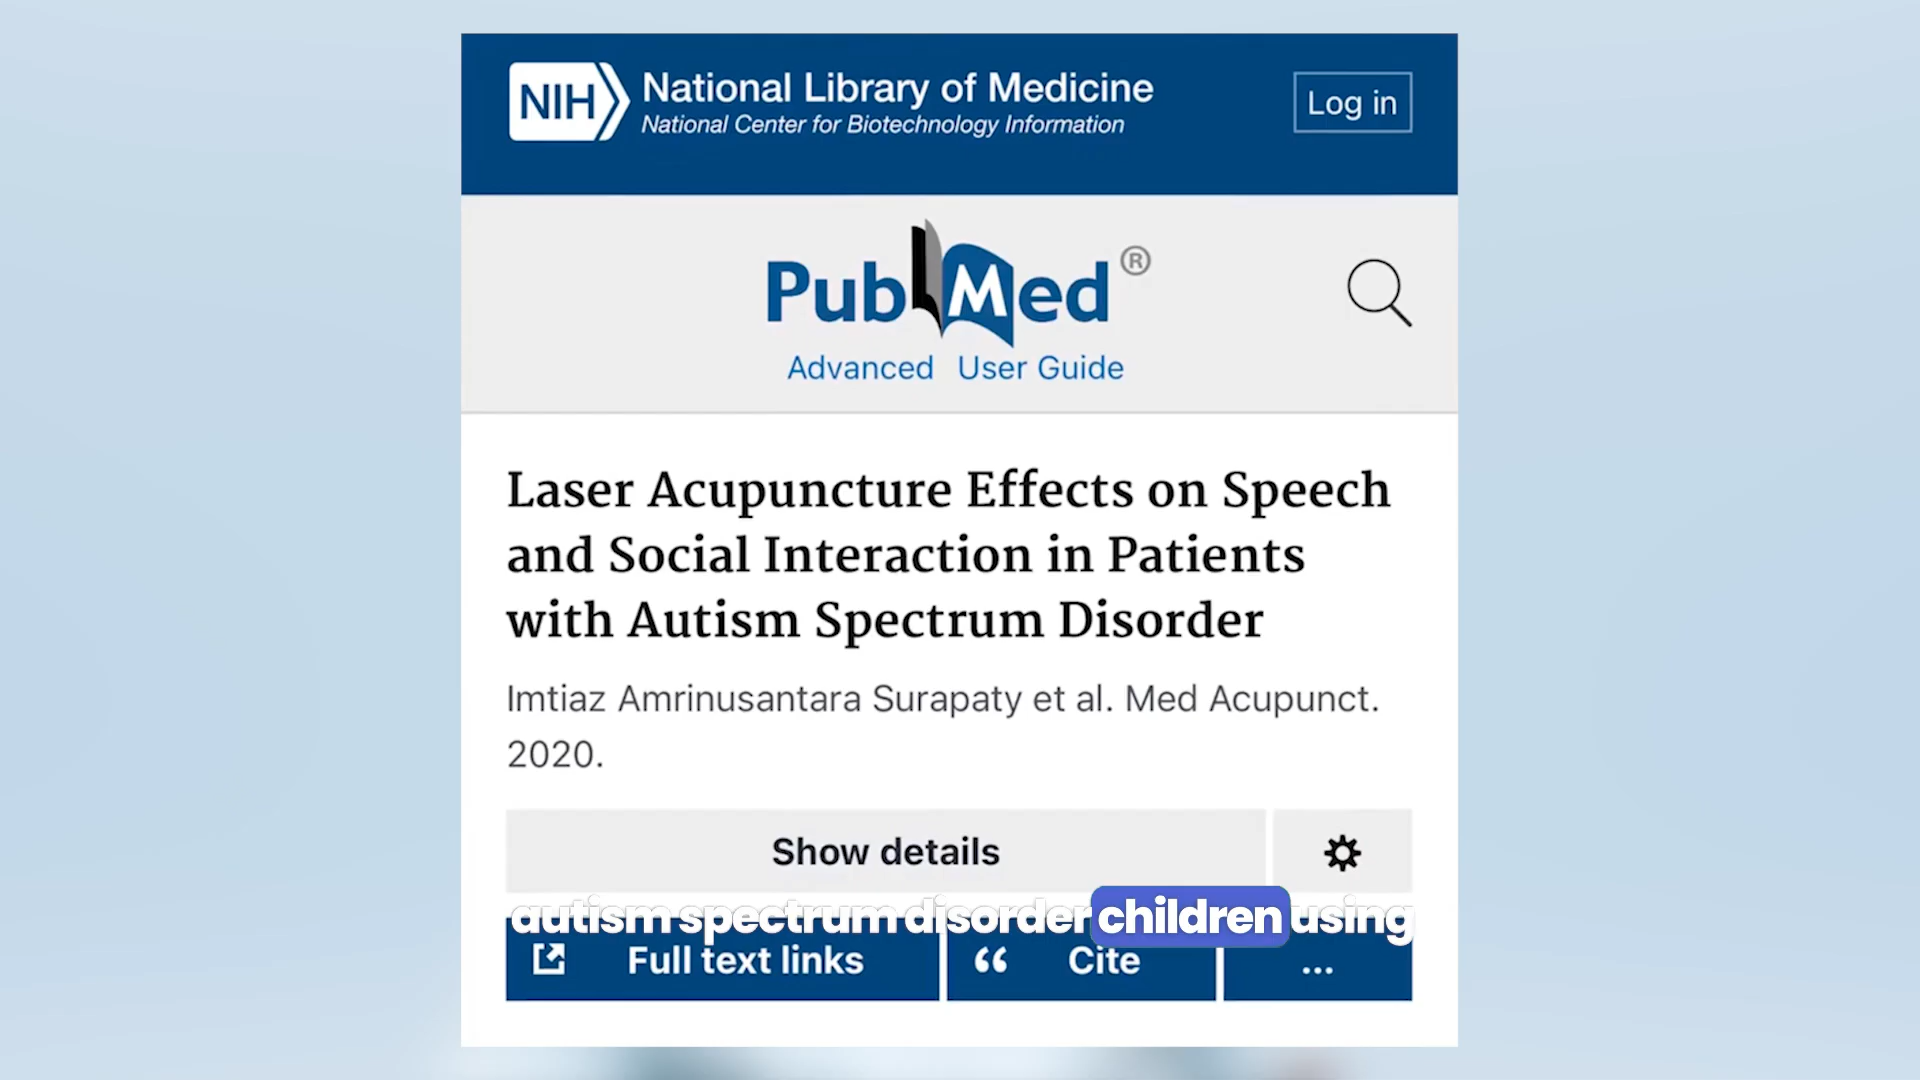 NIH National Library of Medicine
National Center for Biotechnology Information
Log in
PubMed®
Advanced User Guide
Laser Acupuncture Effects on Speech
and Social Interaction in Patients
with Autism Spectrum Disorder
Imtiaz Amrinusantara Surapaty et al. Med Acupunct.
2020.
Show details
autism spectrum disorder children using
Full text links
“ Cite
...